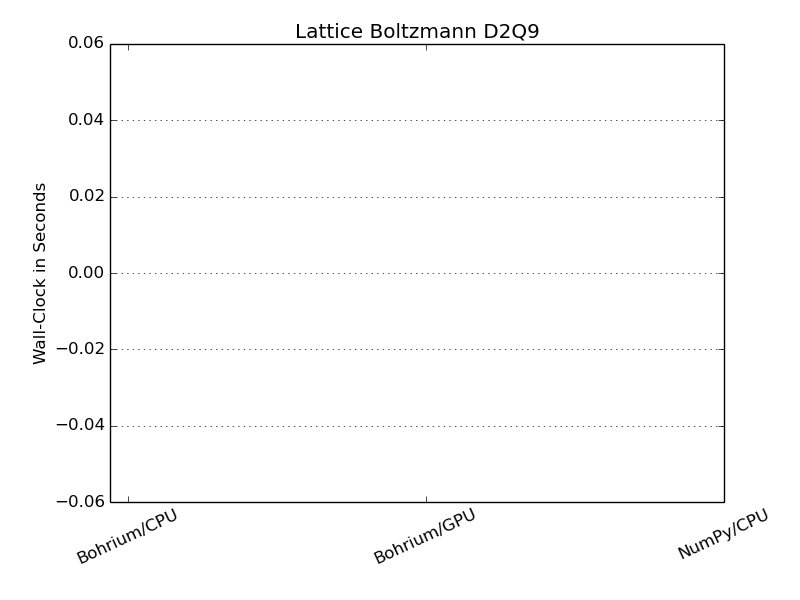 Lattice Boltzmann D2Q9
0.06
0.04
0.02
0.00
−0.02
−0.04
−0.06
Wall-Clock in Seconds
Bohrium/CPU
Bohrium/GPU
NumPy/CPU